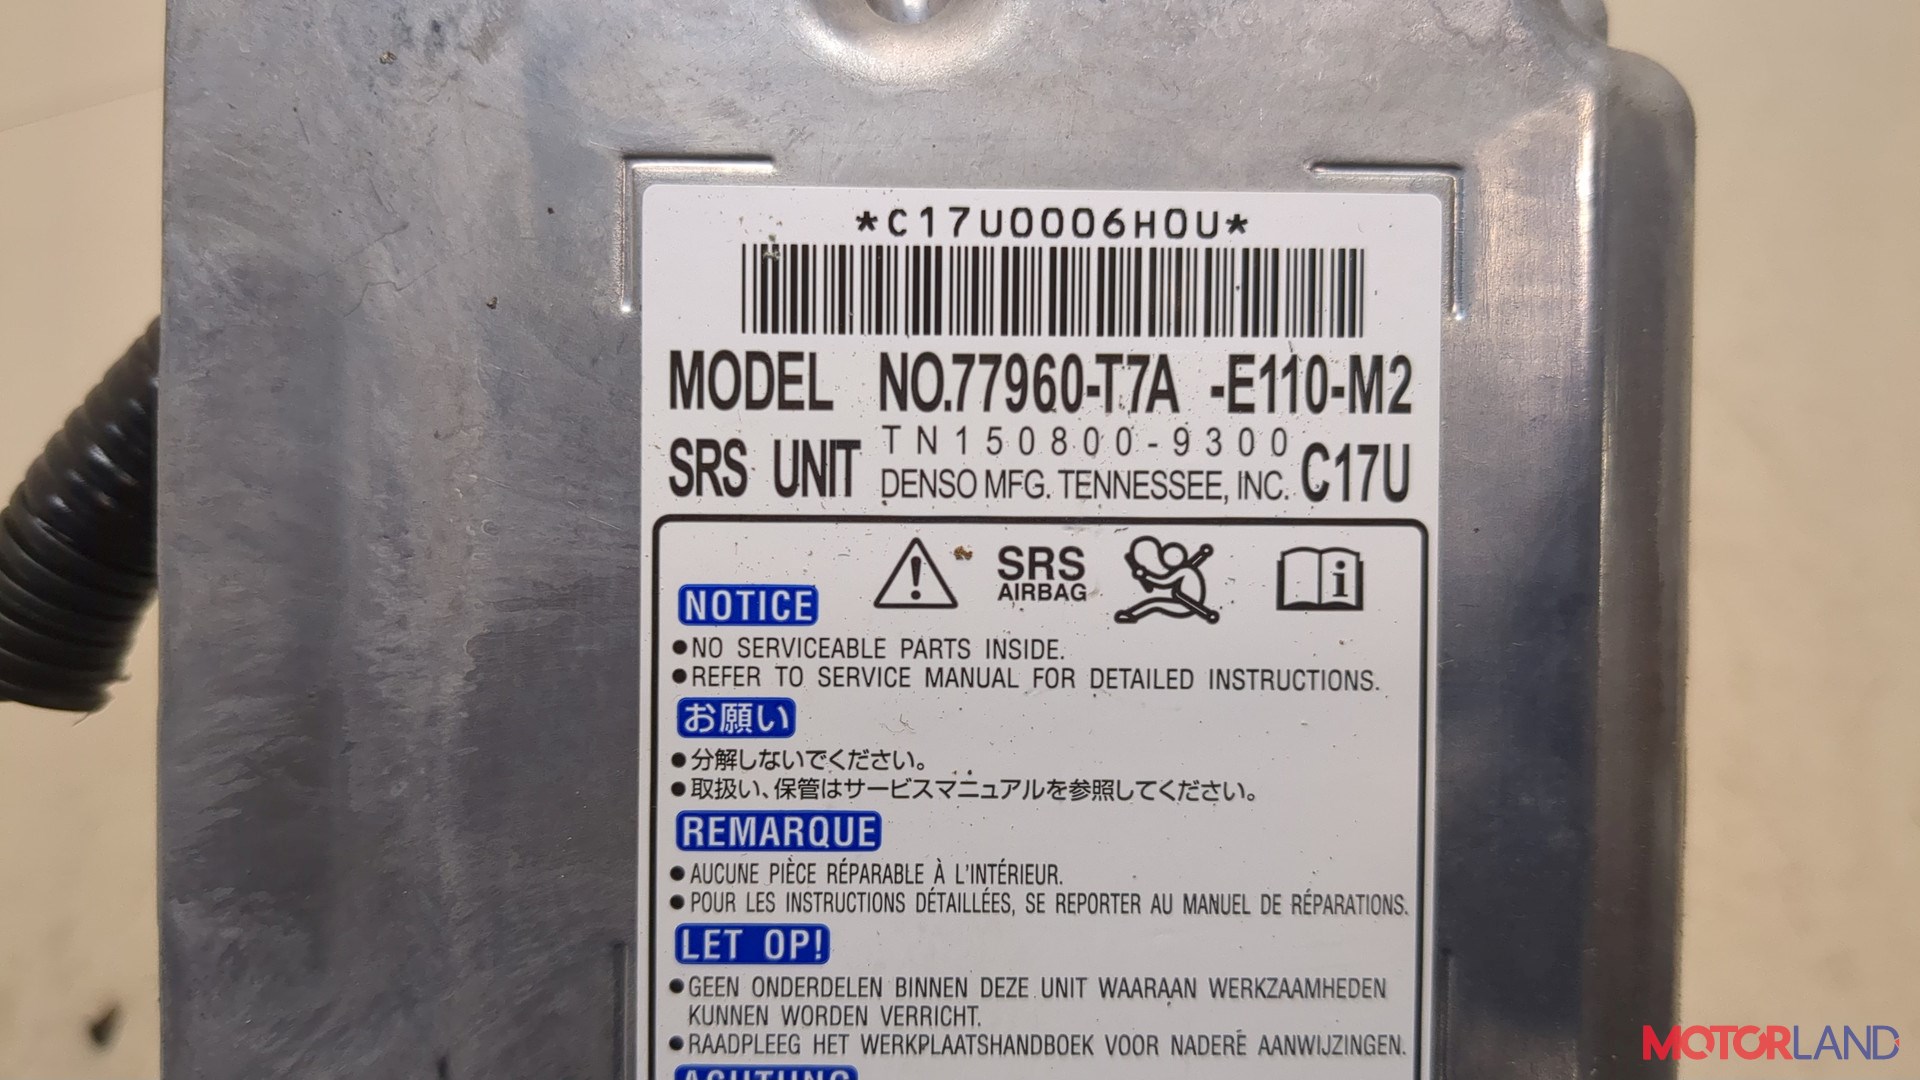 *C17U0006H0U*
MODEL NO.77960-T7A -E110-M2
SRS UNIT TN150800-9300 C17U
DENSO MFG. TENNESSEE, INC.
SRS
AIRBAG
i
NOTICE
●NO SERVICEABLE PARTS INSIDE.
●REFER TO SERVICE MANUAL FOR DETAILED INSTRUCTIONS.
お願い
●分解しないでください。
●取扱い、保管はサービスマニュアルを参照してください。
REMARQUE
●AUCUNE PIÈCE RÉPARABLE À L'INTÉRIEUR.
●POUR LES INSTRUCTIONS DÉTAILLÉES, SE REPORTER AU MANUEL DE RÉPARATIONS.
LET OP!
●GEEN ONDERDELEN BINNEN DEZE UNIT WAARAAN WERKZAAMHEDEN
KUNNEN WORDEN VERRICHT.
●RAADPLEEG HET WERKPLAATSHANDBOEK VOOR NADERE AANWIJZINGEN.
ACHTUNG
MOTORLAND